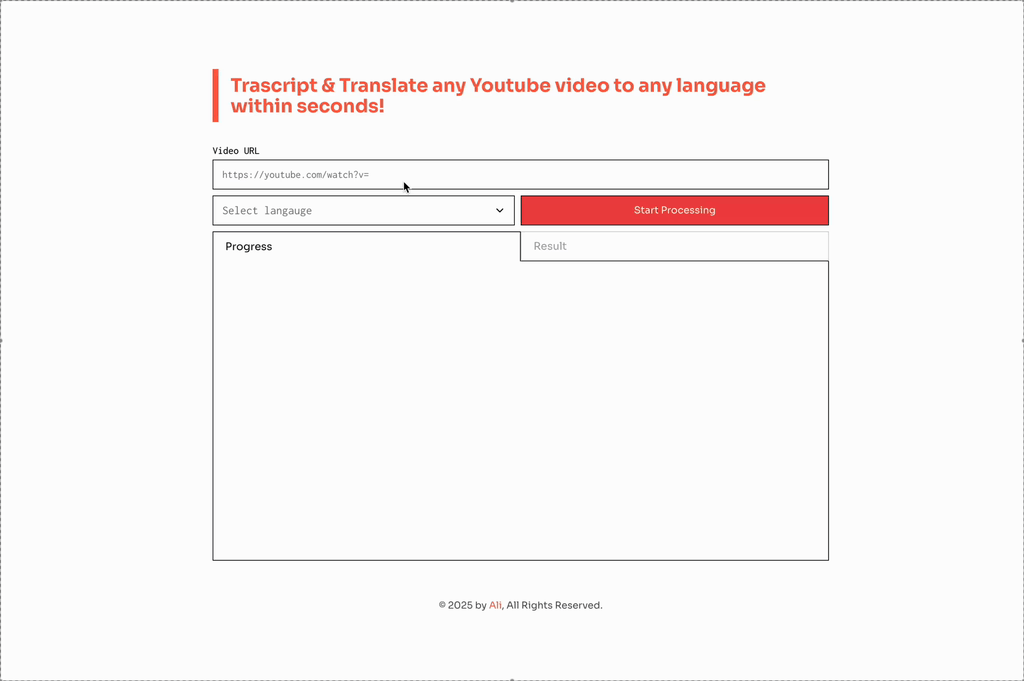 Trascript & Translate any Youtube video to any language
within seconds!
Video URL
https://youtube.com/watch?v=
Select langauge
Start Processing
Progress
Result
© 2025 by Ali, All Rights Reserved.